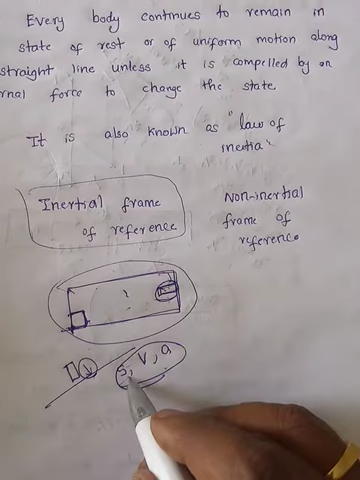 Every body continues to remain in
state of rest or of uniform motion along
straight line unless it is compelled by an
rnal force to change the state
It is also known as "law of
inertia"
Inertial frame
of reference
Non-inertial
frame of
reference
s, v, a